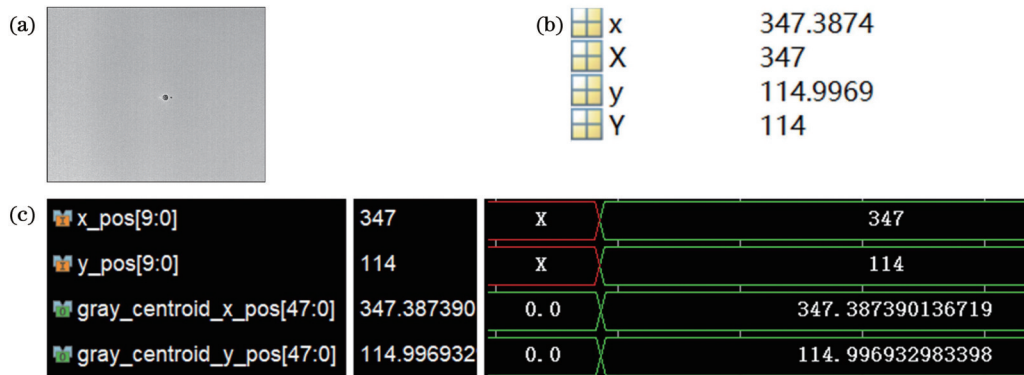 (a)
(b)
x 347.3874
X 347
y 114.9969
Y 114
(c)
x_pos[9:0] 347 X 347
y_pos[9:0] 114 X 114
gray_centroid_x_pos[47:0] 347.387390 0.0 347.387390136719
gray_centroid_y_pos[47:0] 114.996932 0.0 114.996932983398